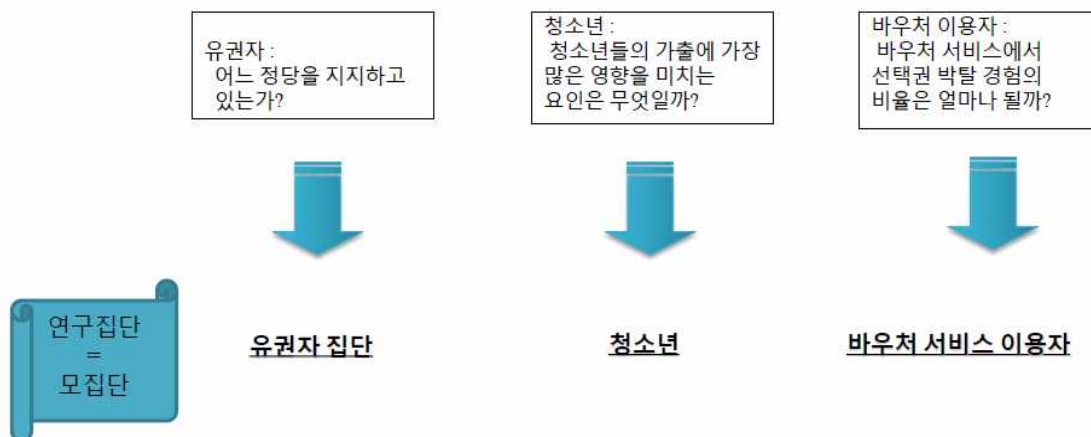 유권자 :
어느 정당을 지지하고
있는가?
청소년 :
청소년들의 가출에 가장
많은 영향을 미치는
요인은 무엇일까?
바우처 이용자 :
바우처 서비스에서
선택권 박탈 경험의
비율은 얼마나 될까?
연구집단
=
모집단
유권자 집단
청소년
바우처 서비스 이용자